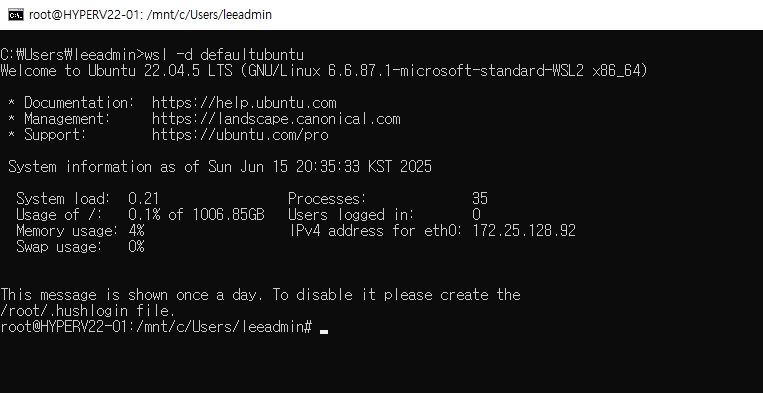 root@HYPERV22-01: /mnt/c/Users/leeadmin
C:₩Users₩leeadmin>wsl -d defaultubuntu
Welcome to Ubuntu 22.04.5 LTS (GNU/Linux 6.6.87.1-microsoft-standard-WSL2 x86_64)
* Documentation:  https://help.ubuntu.com
* Management:     https://landscape.canonical.com
* Support:        https://ubuntu.com/pro
System information as of Sun Jun 15 20:35:33 KST 2025
System load:  0.21                Processes:             35
Usage of /:   0.1% of 1006.85GB   Users logged in:       0
Memory usage: 4%                  IPv4 address for eth0: 172.25.128.92
Swap usage:   0%
This message is shown once a day. To disable it please create the
/root/.hushlogin file.
root@HYPERV22-01:/mnt/c/Users/leeadmin#